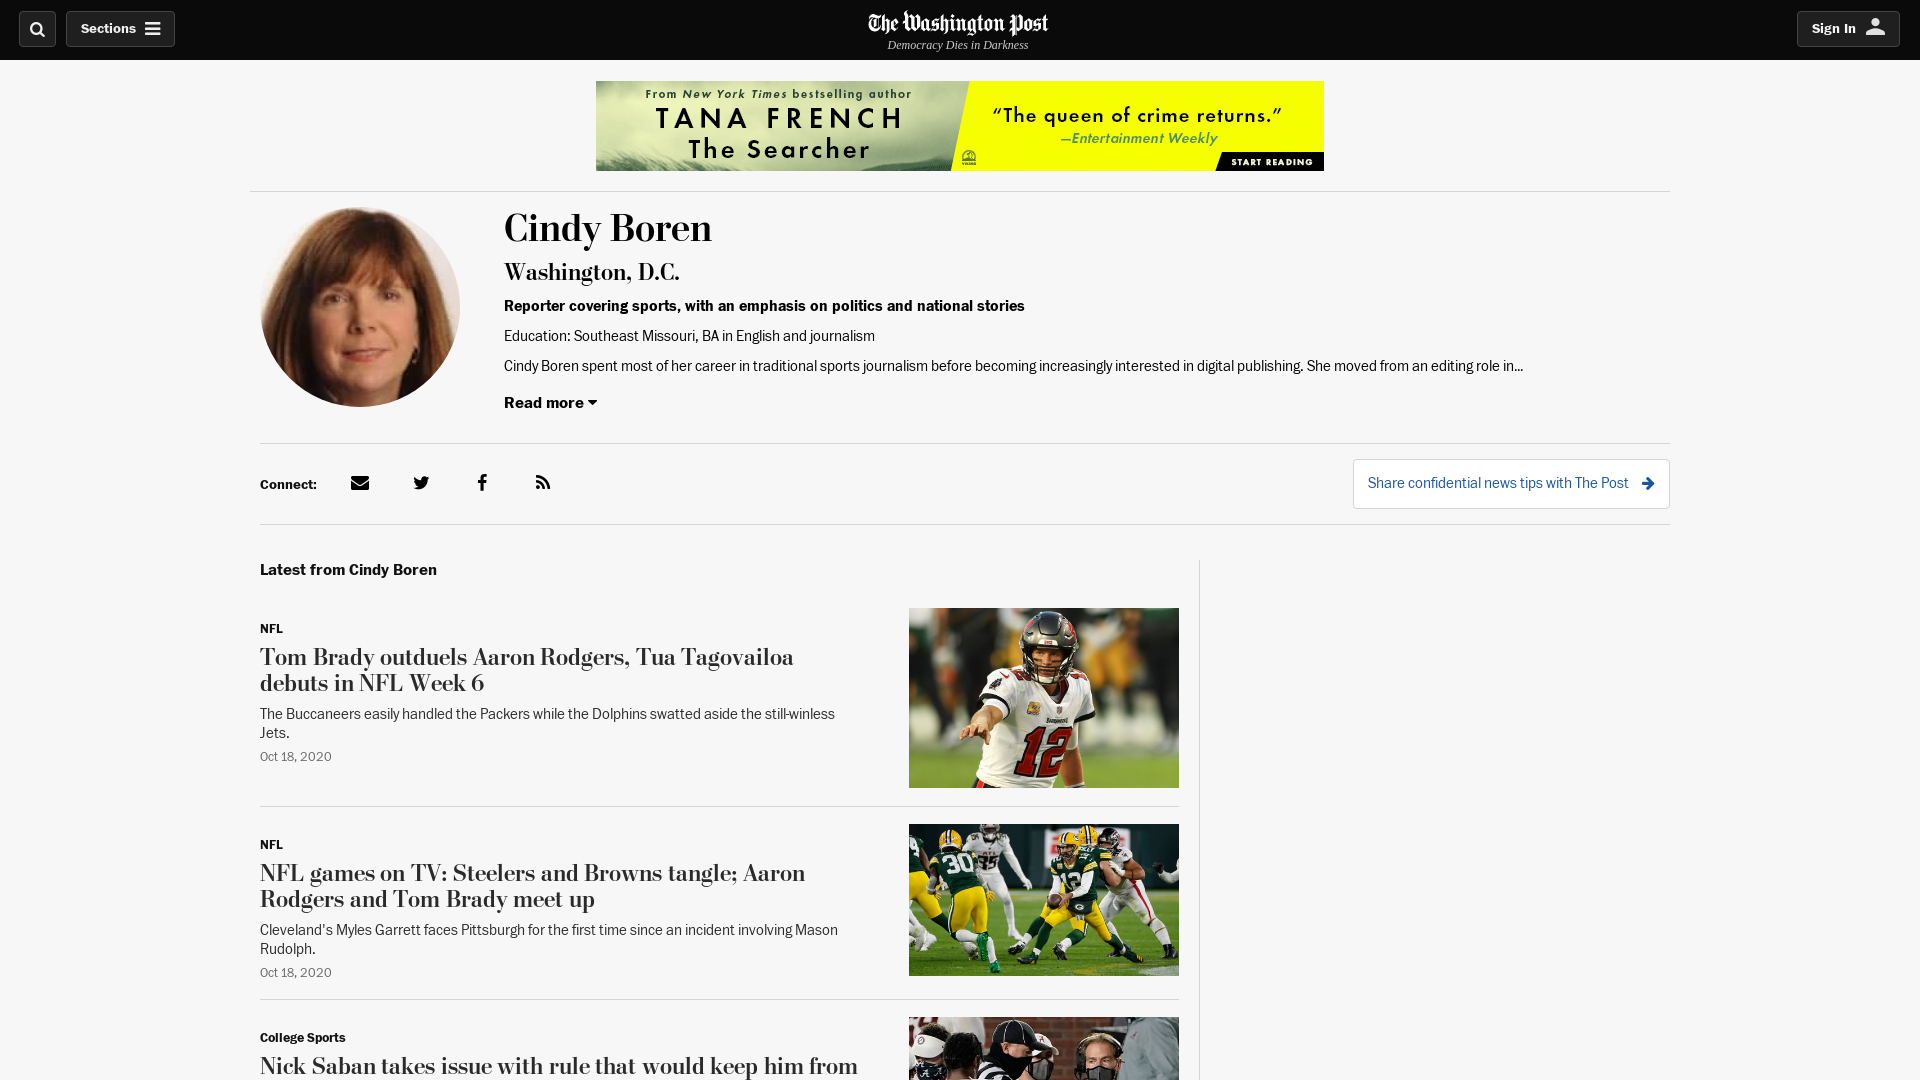 Sections
The Washington Post
Democracy Dies in Darkness
Sign In
From New York Times bestselling author
TANA FRENCH
The Searcher
“The queen of crime returns.”
—Entertainment Weekly
START READING
Cindy Boren
Washington, D.C.
Reporter covering sports, with an emphasis on politics and national stories
Education: Southeast Missouri, BA in English and journalism
Cindy Boren spent most of her career in traditional sports journalism before becoming increasingly interested in digital publishing. She moved from an editing role in...
Read more
Connect:
Share confidential news tips with The Post
Latest from Cindy Boren
NFL
Tom Brady outduels Aaron Rodgers, Tua Tagovailoa
debuts in NFL Week 6
The Buccaneers easily handled the Packers while the Dolphins swatted aside the still-winless
Jets.
Oct 18, 2020
12
NFL
NFL games on TV: Steelers and Browns tangle; Aaron
Rodgers and Tom Brady meet up
Cleveland's Myles Garrett faces Pittsburgh for the first time since an incident involving Mason
Rudolph.
Oct 18, 2020
30
35
12
College Sports
Nick Saban takes issue with rule that would keep him from